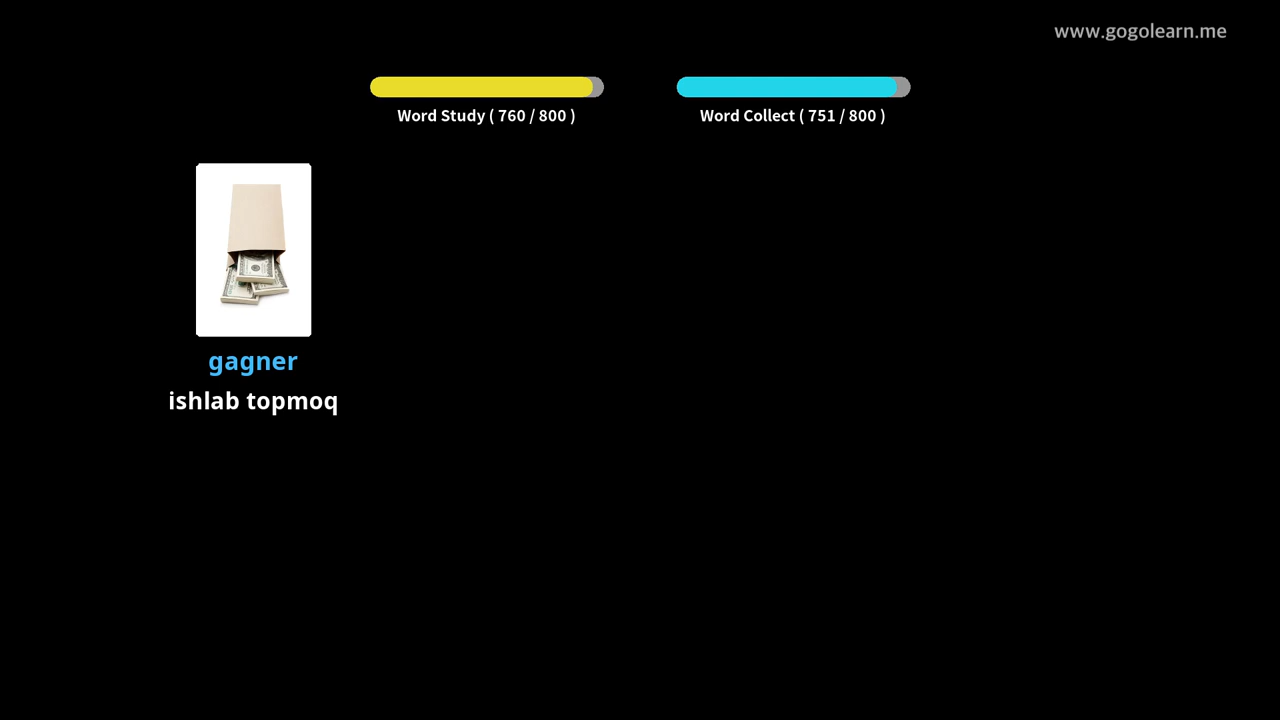 www.gogolearn.me
Word Study ( 760 / 800 )
Word Collect ( 751 / 800 )
gagner
ishlab topmoq